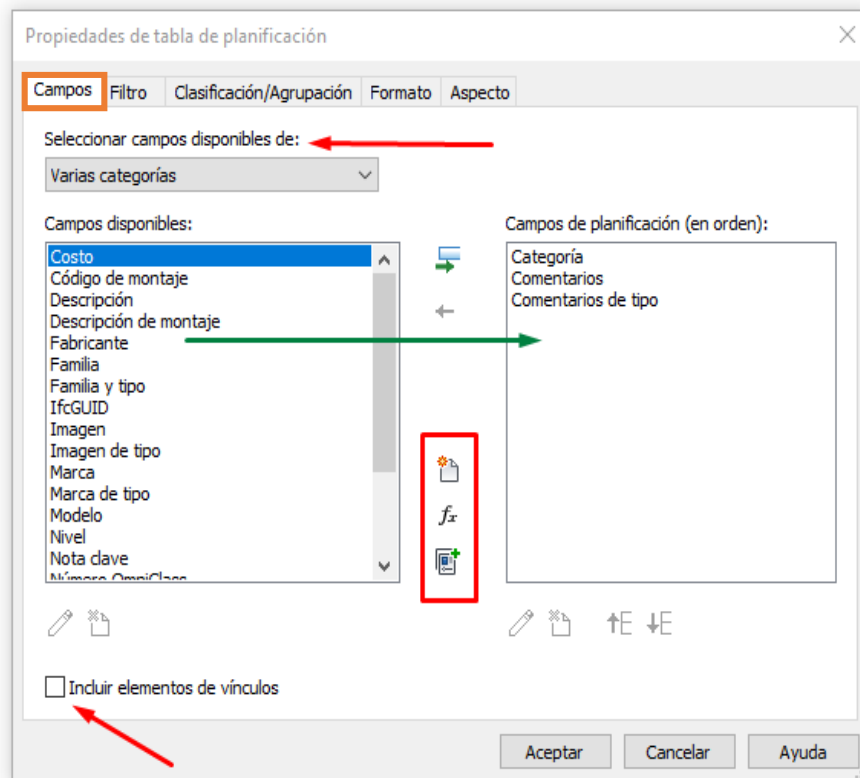 Propiedades de tabla de planificación
Campos Filtro Clasificación/Agrupación Formato Aspecto
Seleccionar campos disponibles de:
Varias categorías
Campos disponibles:
Costo
Código de montaje
Descripción
Descripción de montaje
Fabricante
Familia
Familia y tipo
IfcGUID
Imagen
Imagen de tipo
Marca
Marca de tipo
Modelo
Nivel
Nota clave
Número OmniClass
Campos de planificación (en orden):
Categoría
Comentarios
Comentarios de tipo
fx
Incluir elementos de vínculos
Aceptar Cancelar Ayuda